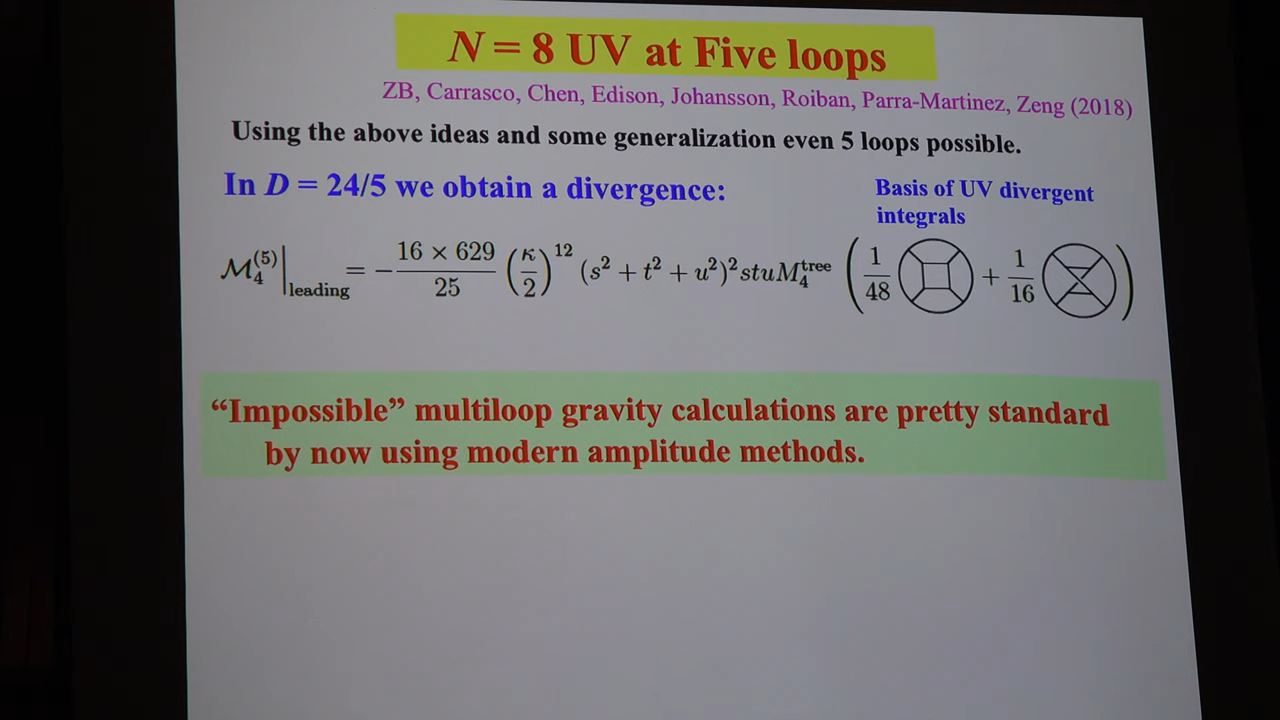 N = 8 UV at Five loops
ZB, Carrasco, Chen, Edison, Johansson, Roiban, Parra-Martinez, Zeng (2018)
Using the above ideas and some generalization even 5 loops possible.
In D = 24/5 we obtain a divergence:
Basis of UV divergent
integrals
ℳ₄⁽⁵⁾|leading = − (16 × 629)/25 (κ/2)¹² (s² + t² + u²)² stu M₄ᵗʳᵉᵉ (1/48 + 1/16)
“Impossible” multiloop gravity calculations are pretty standard
by now using modern amplitude methods.